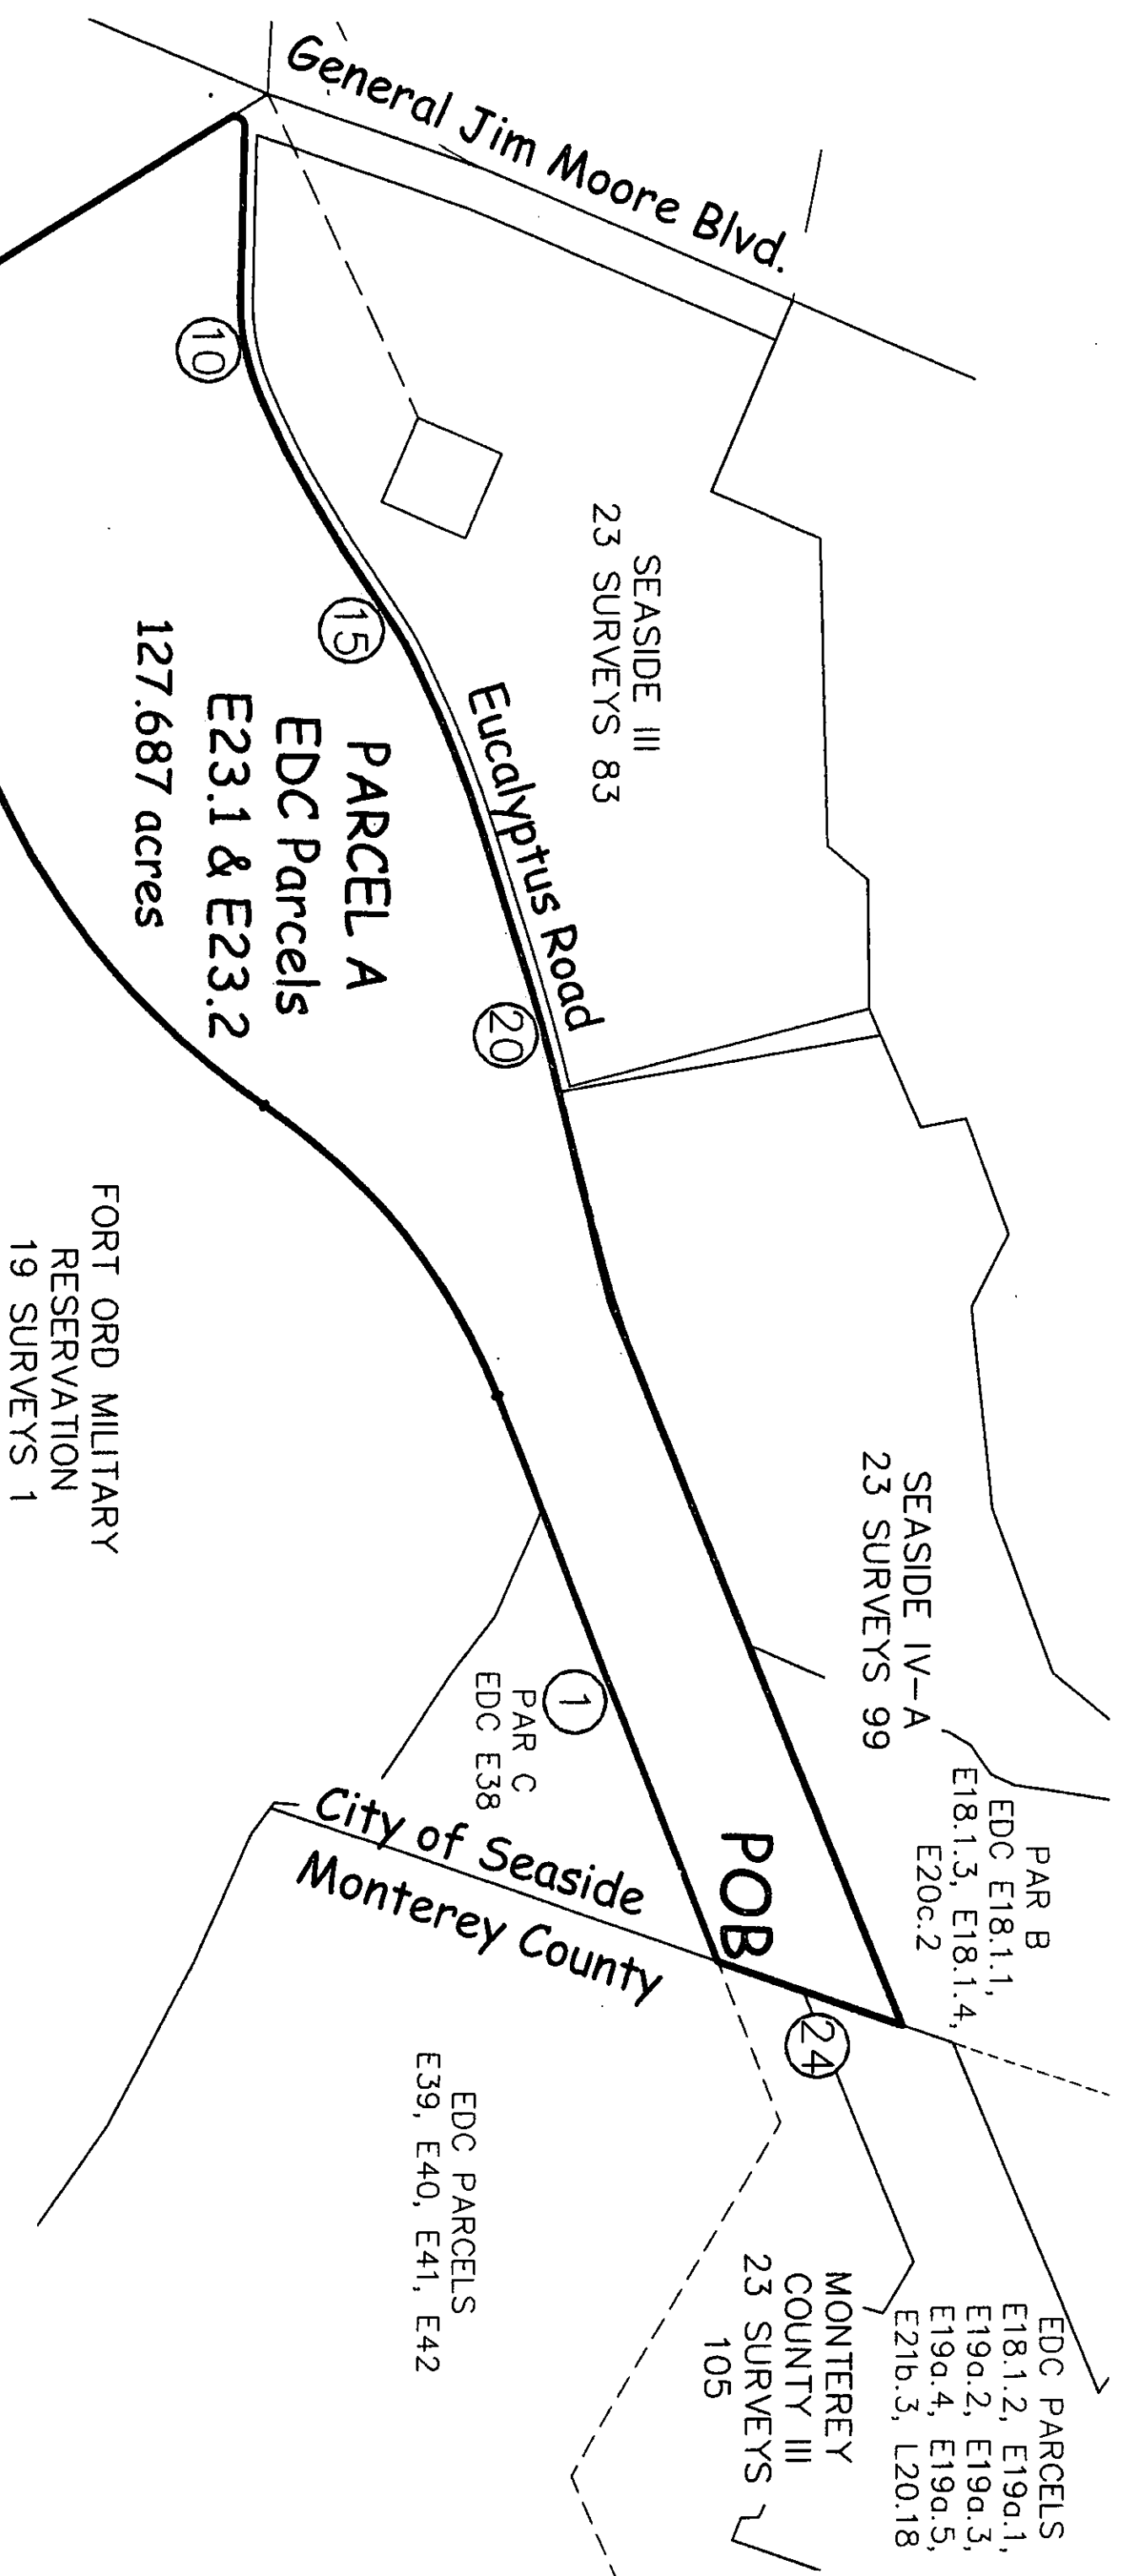 General Jim Moore Blvd.
SEASIDE III
23 SURVEYS 83
Eucalyptus Road
10
15
20
PARCEL A
EDC Parcels
E23.1 & E23.2
127.687 acres
FORT ORD MILITARY
RESERVATION
19 SURVEYS 1
SEASIDE IV-A
23 SURVEYS 99
PAR B
EDC E18.1.1,
E18.1.3, E18.1.4,
E20c.2
1
PAR C
EDC E38
City of Seaside
Monterey County
POB
24
EDC PARCELS
E18.1.2, E19a.1,
E19a.2, E19a.3,
E19a.4, E19a.5,
E21b.3, L20.18
MONTEREY
COUNTY III
23 SURVEYS
105
EDC PARCELS
E39, E40, E41, E42